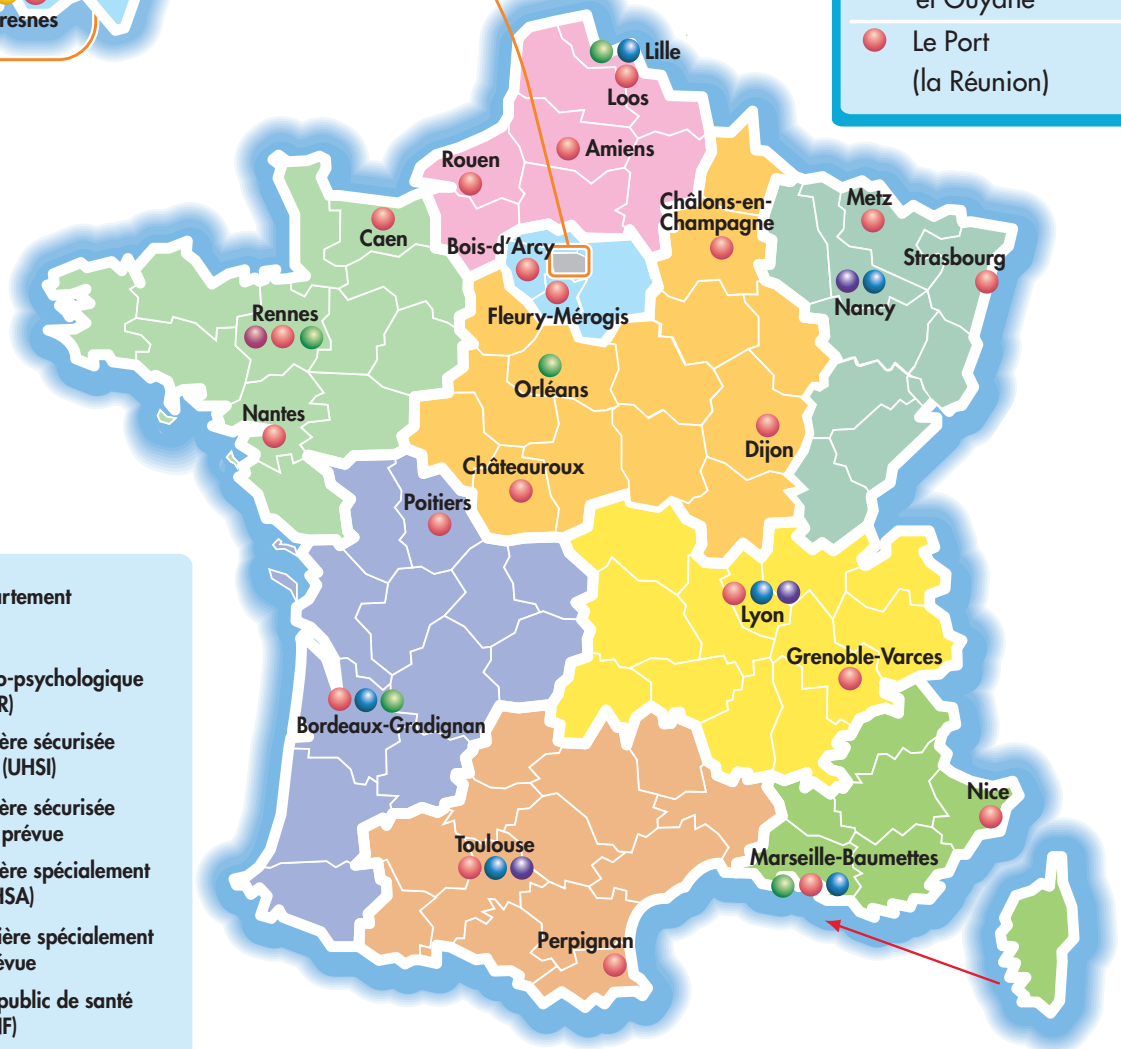 resnes
et Guyane
Le Port
(la Réunion)
Lille
Loos
Amiens
Rouen
Caen
Bois-d'Arcy
Fleury-Mérogis
Châlons-en-
Champagne
Metz
Strasbourg
Nancy
Rennes
Orléans
Nantes
Dijon
Châteauroux
Poitiers
Lyon
Grenoble-Varces
Bordeaux-Gradignan
Nice
Toulouse
Marseille-Baumettes
Perpignan
rtement
o-psychologique
R)
ère sécurisée
(UHSI)
ère sécurisée
prévue
ère spécialement
HSA)
ière spécialement
évue
public de santé
IF)